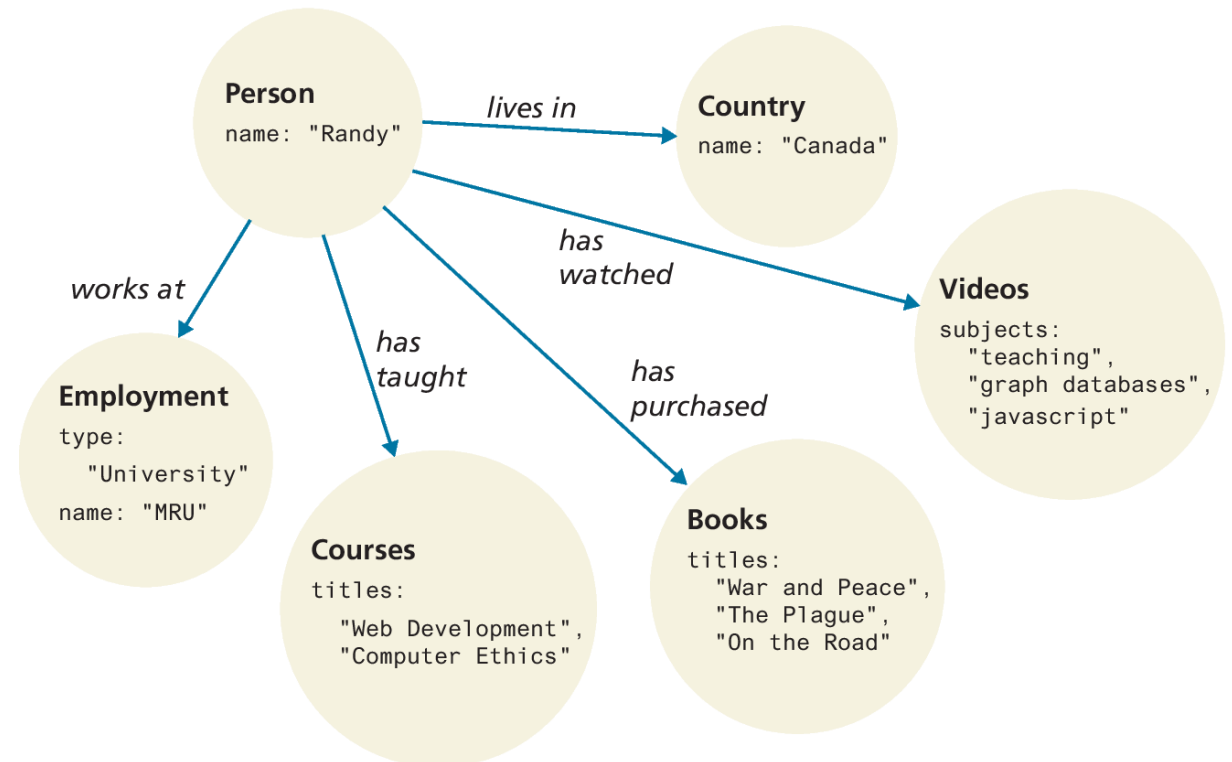 Person
name: "Randy"
lives in
Country
name: "Canada"
has
watched
Videos
subjects:
"teaching",
"graph databases",
"javascript"
works at
Employment
type:
"University"
name: "MRU"
has
taught
Courses
titles:
"Web Development",
"Computer Ethics"
has
purchased
Books
titles:
"War and Peace",
"The Plague",
"On the Road"